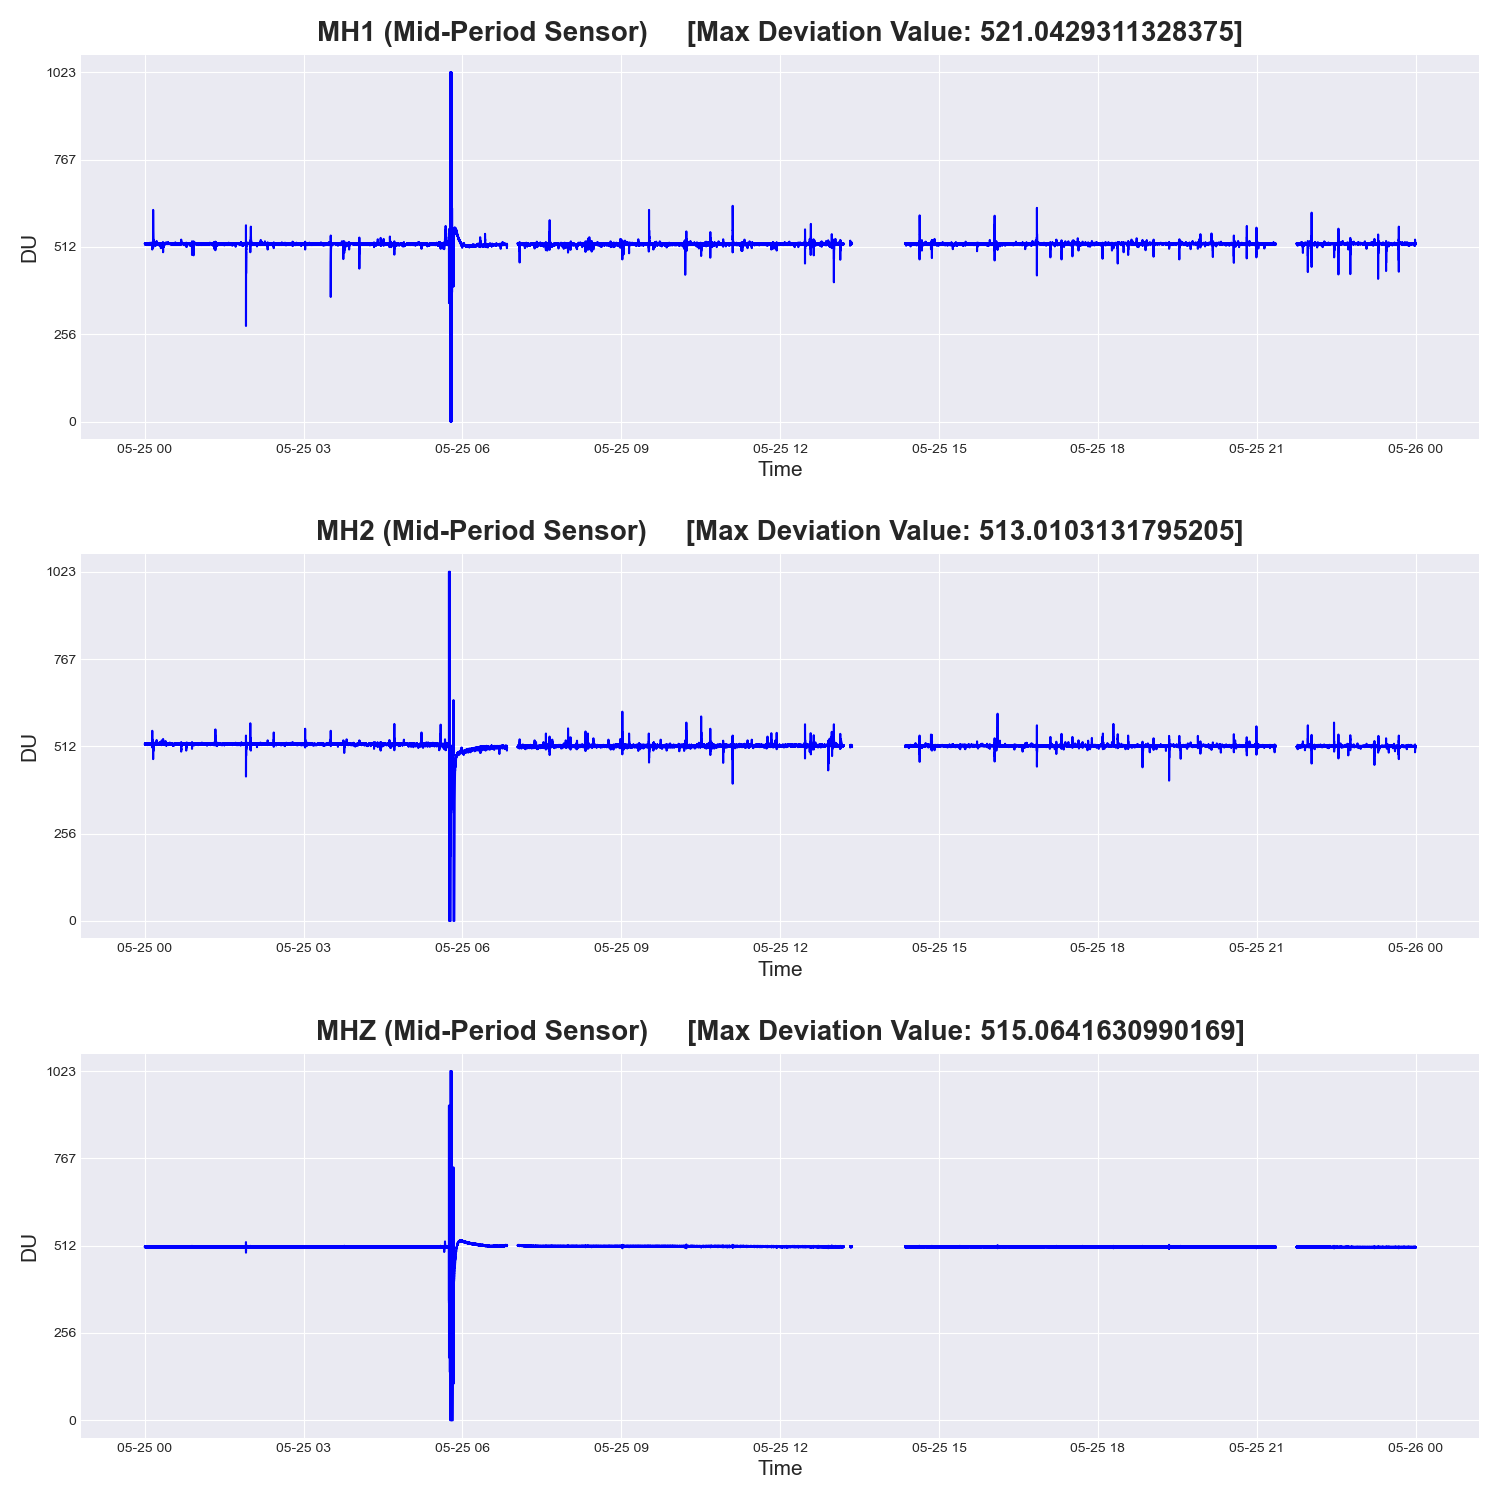 MH1 (Mid-Period Sensor) [Max Deviation Value: 521.0429311328375]
1023
767
512
256
0
DU
05-25 00 05-25 03 05-25 06 05-25 09 05-25 12 05-25 15 05-25 18 05-25 21 05-26 00
Time
MH2 (Mid-Period Sensor) [Max Deviation Value: 513.0103131795205]
1023
767
512
256
0
DU
05-25 00 05-25 03 05-25 06 05-25 09 05-25 12 05-25 15 05-25 18 05-25 21 05-26 00
Time
MHZ (Mid-Period Sensor) [Max Deviation Value: 515.0641630990169]
1023
767
512
256
0
DU
05-25 00 05-25 03 05-25 06 05-25 09 05-25 12 05-25 15 05-25 18 05-25 21 05-26 00
Time